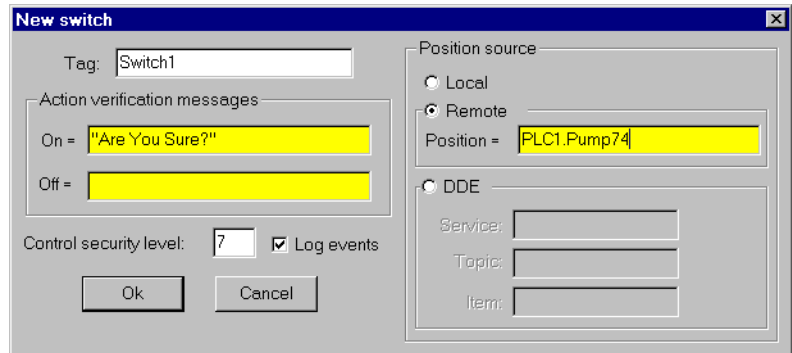 New switch
Tag: Switch1
Action verification messages
On = "Are You Sure?"
Off =
Control security level: 7 Log events
Ok Cancel
Position source
Local
Remote
Position = PLC1.Pump74
DDE
Service:
Topic:
Item: